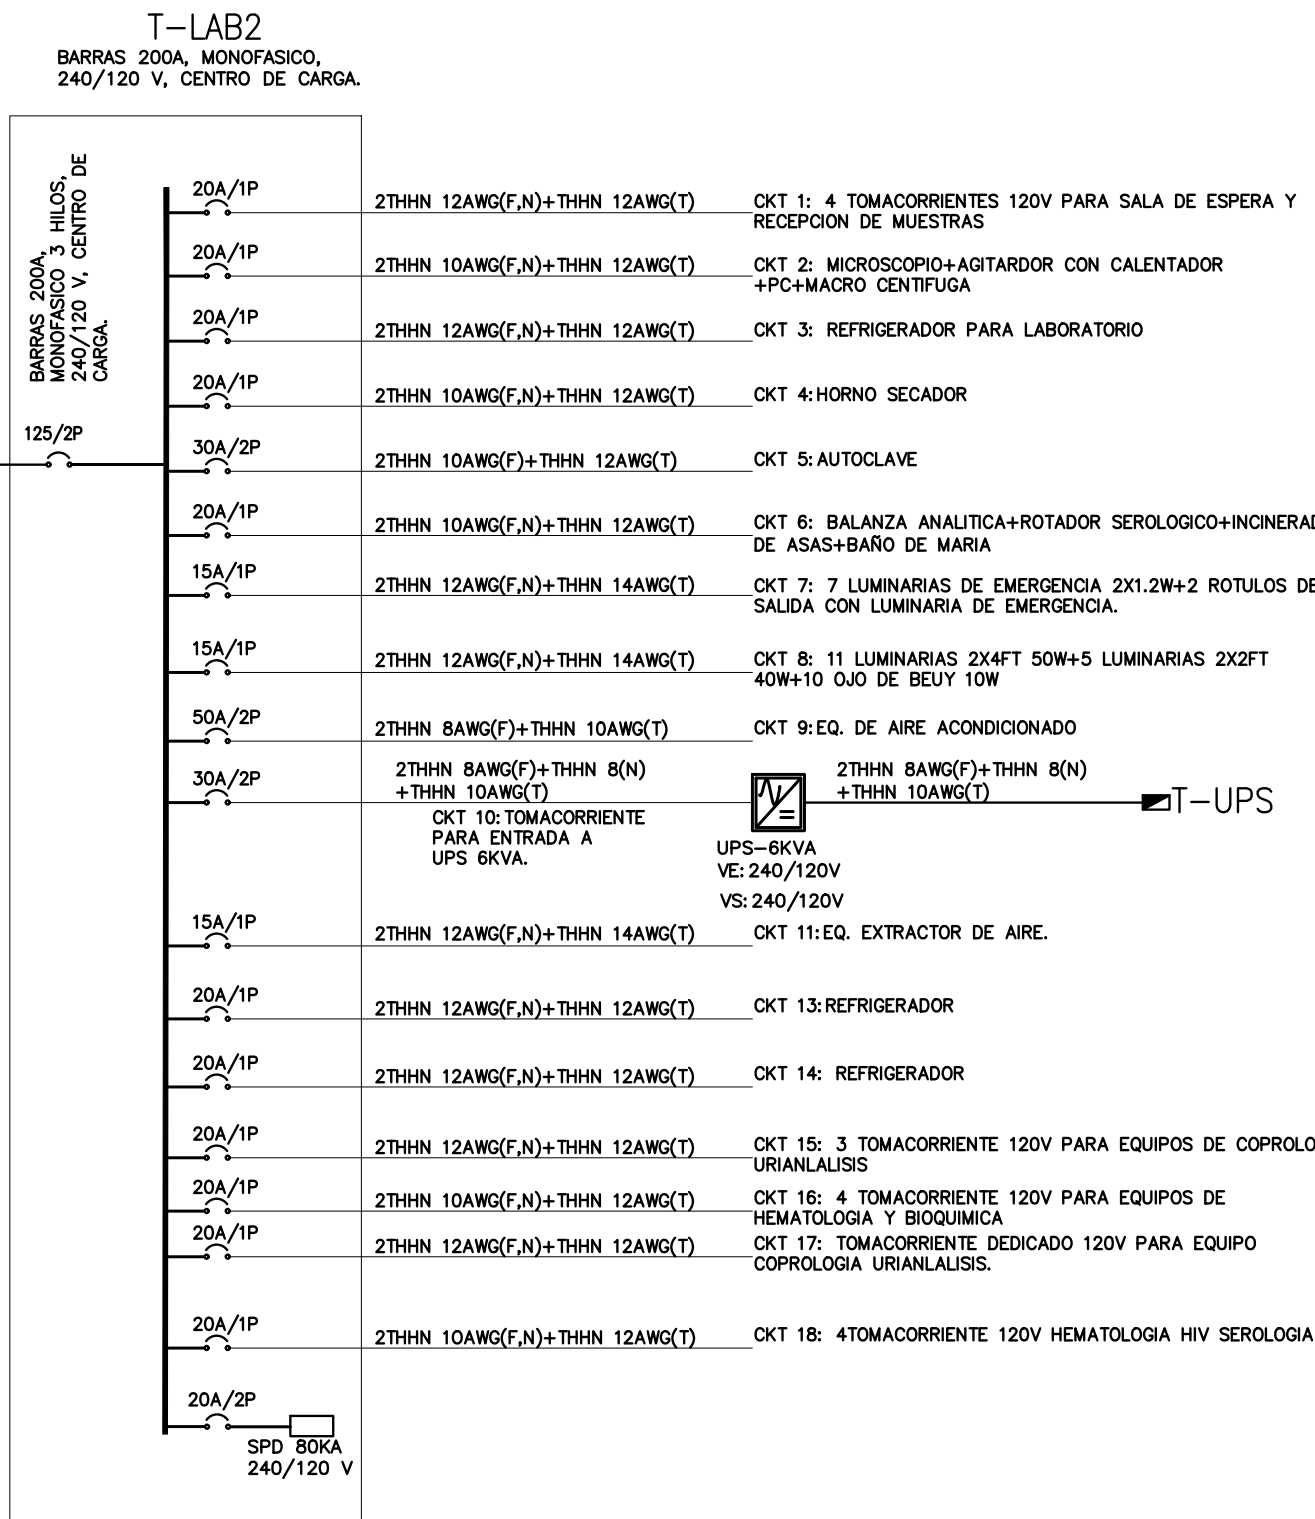 T-LAB2
BARRAS 200A, MONOFASICO,
240/120 V, CENTRO DE CARGA.
BARRAS 200A,
MONOFASICO 3 HILOS,
240/120 V, CENTRO DE
CARGA.
125/2P
20A/1P
2THHN 12AWG(F,N)+THHN 12AWG(T)
CKT 1: 4 TOMACORRIENTES 120V PARA SALA DE ESPERA Y
RECEPCION DE MUESTRAS
20A/1P
2THHN 10AWG(F,N)+THHN 12AWG(T)
CKT 2: MICROSCOPIO+AGITARDOR CON CALENTADOR
+PC+MACRO CENTIFUGA
20A/1P
2THHN 12AWG(F,N)+THHN 12AWG(T)
CKT 3: REFRIGERADOR PARA LABORATORIO
20A/1P
2THHN 10AWG(F,N)+THHN 12AWG(T)
CKT 4:HORNO SECADOR
30A/2P
2THHN 10AWG(F)+THHN 12AWG(T)
CKT 5:AUTOCLAVE
20A/1P
2THHN 10AWG(F,N)+THHN 12AWG(T)
CKT 6: BALANZA ANALITICA+ROTADOR SEROLOGICO+INCINERAD
DE ASAS+BAÑO DE MARIA
15A/1P
2THHN 12AWG(F,N)+THHN 14AWG(T)
CKT 7: 7 LUMINARIAS DE EMERGENCIA 2X1.2W+2 ROTULOS DE
SALIDA CON LUMINARIA DE EMERGENCIA.
15A/1P
2THHN 12AWG(F,N)+THHN 14AWG(T)
CKT 8: 11 LUMINARIAS 2X4FT 50W+5 LUMINARIAS 2X2FT
40W+10 OJO DE BEUY 10W
50A/2P
2THHN 8AWG(F)+THHN 10AWG(T)
CKT 9:EQ. DE AIRE ACONDICIONADO
30A/2P
2THHN 8AWG(F)+THHN 8(N)
+THHN 10AWG(T)
CKT 10:TOMACORRIENTE
PARA ENTRADA A
UPS 6KVA.
UPS-6KVA
VE:240/120V
VS:240/120V
2THHN 8AWG(F)+THHN 8(N)
+THHN 10AWG(T)
T-UPS
15A/1P
2THHN 12AWG(F,N)+THHN 14AWG(T)
CKT 11:EQ. EXTRACTOR DE AIRE.
20A/1P
2THHN 12AWG(F,N)+THHN 12AWG(T)
CKT 13:REFRIGERADOR
20A/1P
2THHN 12AWG(F,N)+THHN 12AWG(T)
CKT 14: REFRIGERADOR
20A/1P
2THHN 12AWG(F,N)+THHN 12AWG(T)
CKT 15: 3 TOMACORRIENTE 120V PARA EQUIPOS DE COPROLO
URIANLALISIS
20A/1P
2THHN 10AWG(F,N)+THHN 12AWG(T)
CKT 16: 4 TOMACORRIENTE 120V PARA EQUIPOS DE
HEMATOLOGIA Y BIOQUIMICA
20A/1P
2THHN 12AWG(F,N)+THHN 12AWG(T)
CKT 17: TOMACORRIENTE DEDICADO 120V PARA EQUIPO
COPROLOGIA URIANLALISIS.
20A/1P
2THHN 10AWG(F,N)+THHN 12AWG(T)
CKT 18: 4TOMACORRIENTE 120V HEMATOLOGIA HIV SEROLOGIA
20A/2P
SPD 80KA
240/120 V